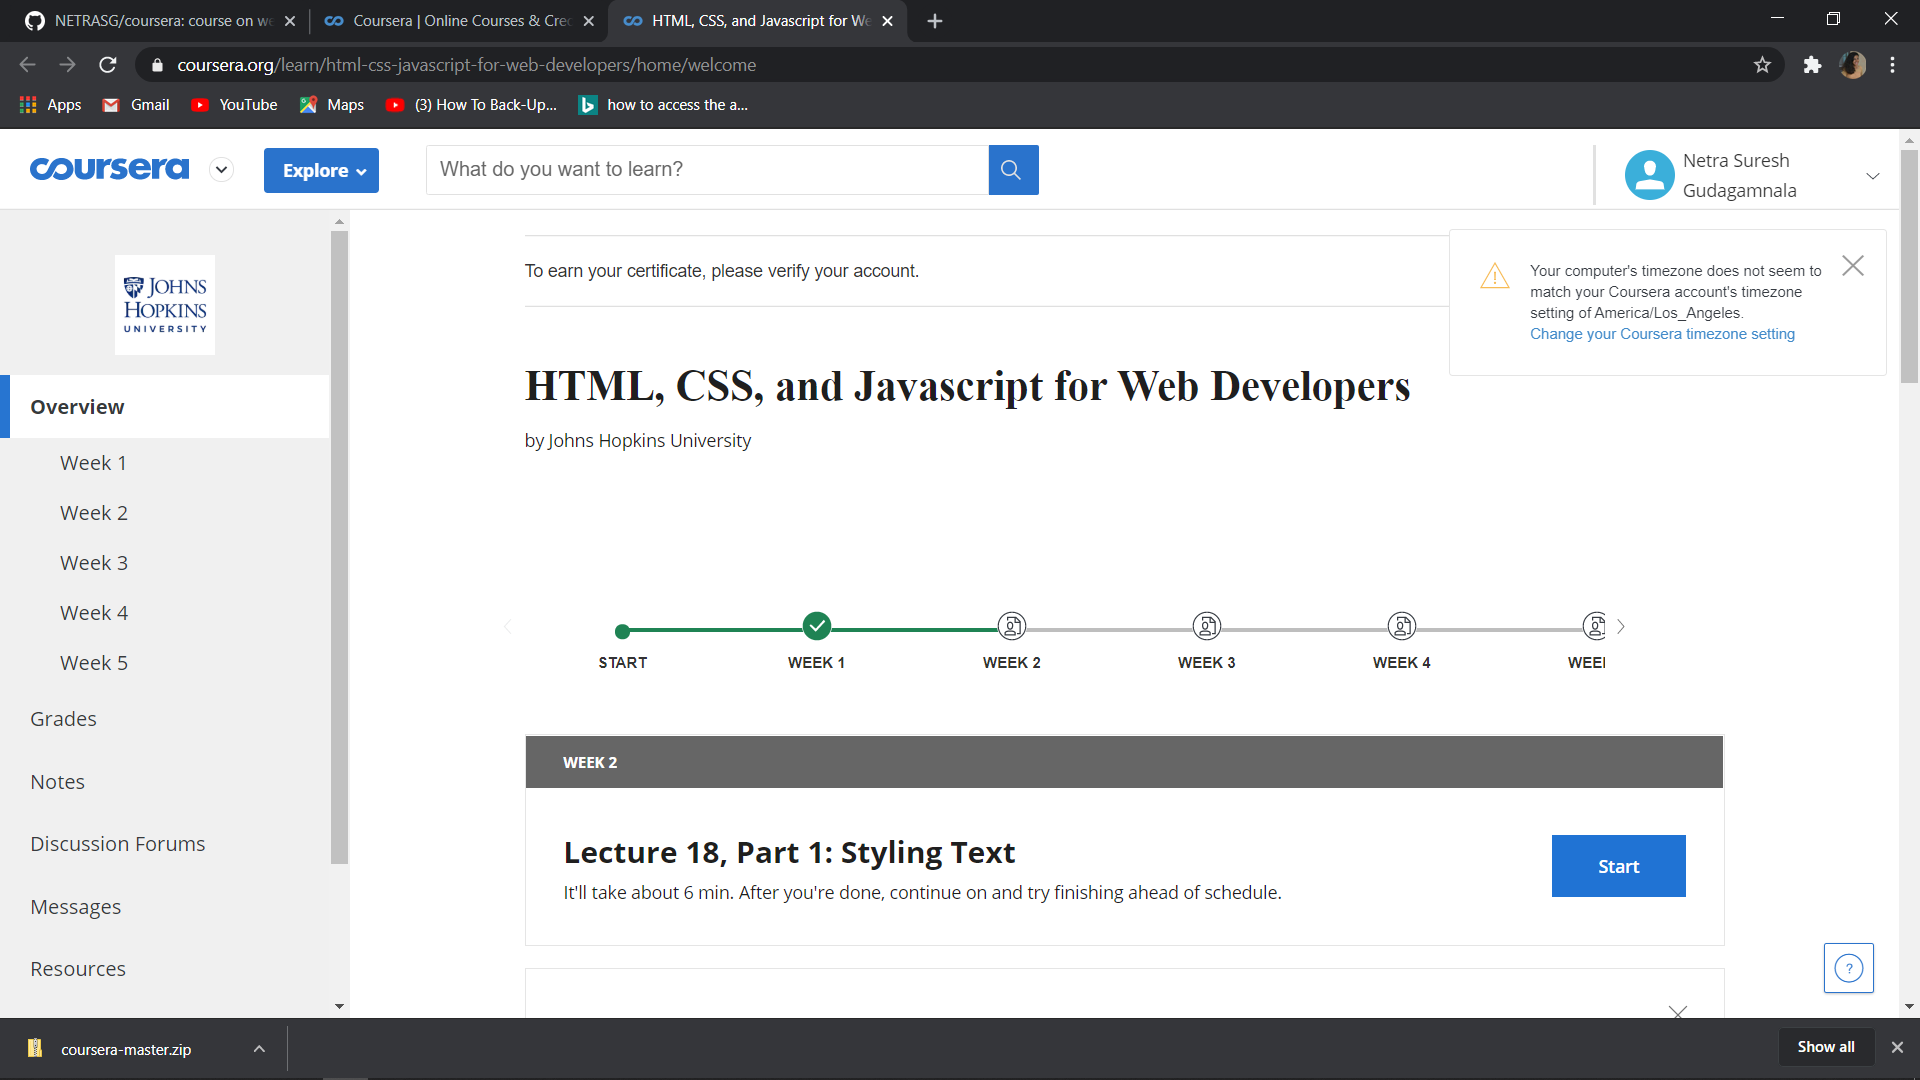 NETRASG/coursera: course on we
Coursera | Online Courses & Cred
HTML, CSS, and Javascript for We
coursera.org/learn/html-css-javascript-for-web-developers/home/welcome
Apps
Gmail
YouTube
Maps
(3) How To Back-Up...
how to access the a...
coursera
Explore
What do you want to learn?
Netra Suresh
Gudagamnala
JOHNS
HOPKINS
UNIVERSITY
Overview
Week 1
Week 2
Week 3
Week 4
Week 5
Grades
Notes
Discussion Forums
Messages
Resources
To earn your certificate, please verify your account.
Your computer's timezone does not seem to
match your Coursera account's timezone
setting of America/Los_Angeles.
Change your Coursera timezone setting
HTML, CSS, and Javascript for Web Developers
by Johns Hopkins University
START
WEEK 1
WEEK 2
WEEK 3
WEEK 4
WEE
WEEK 2
Lecture 18, Part 1: Styling Text
It'll take about 6 min. After you're done, continue on and try finishing ahead of schedule.
Start
?
coursera-master.zip
Show all